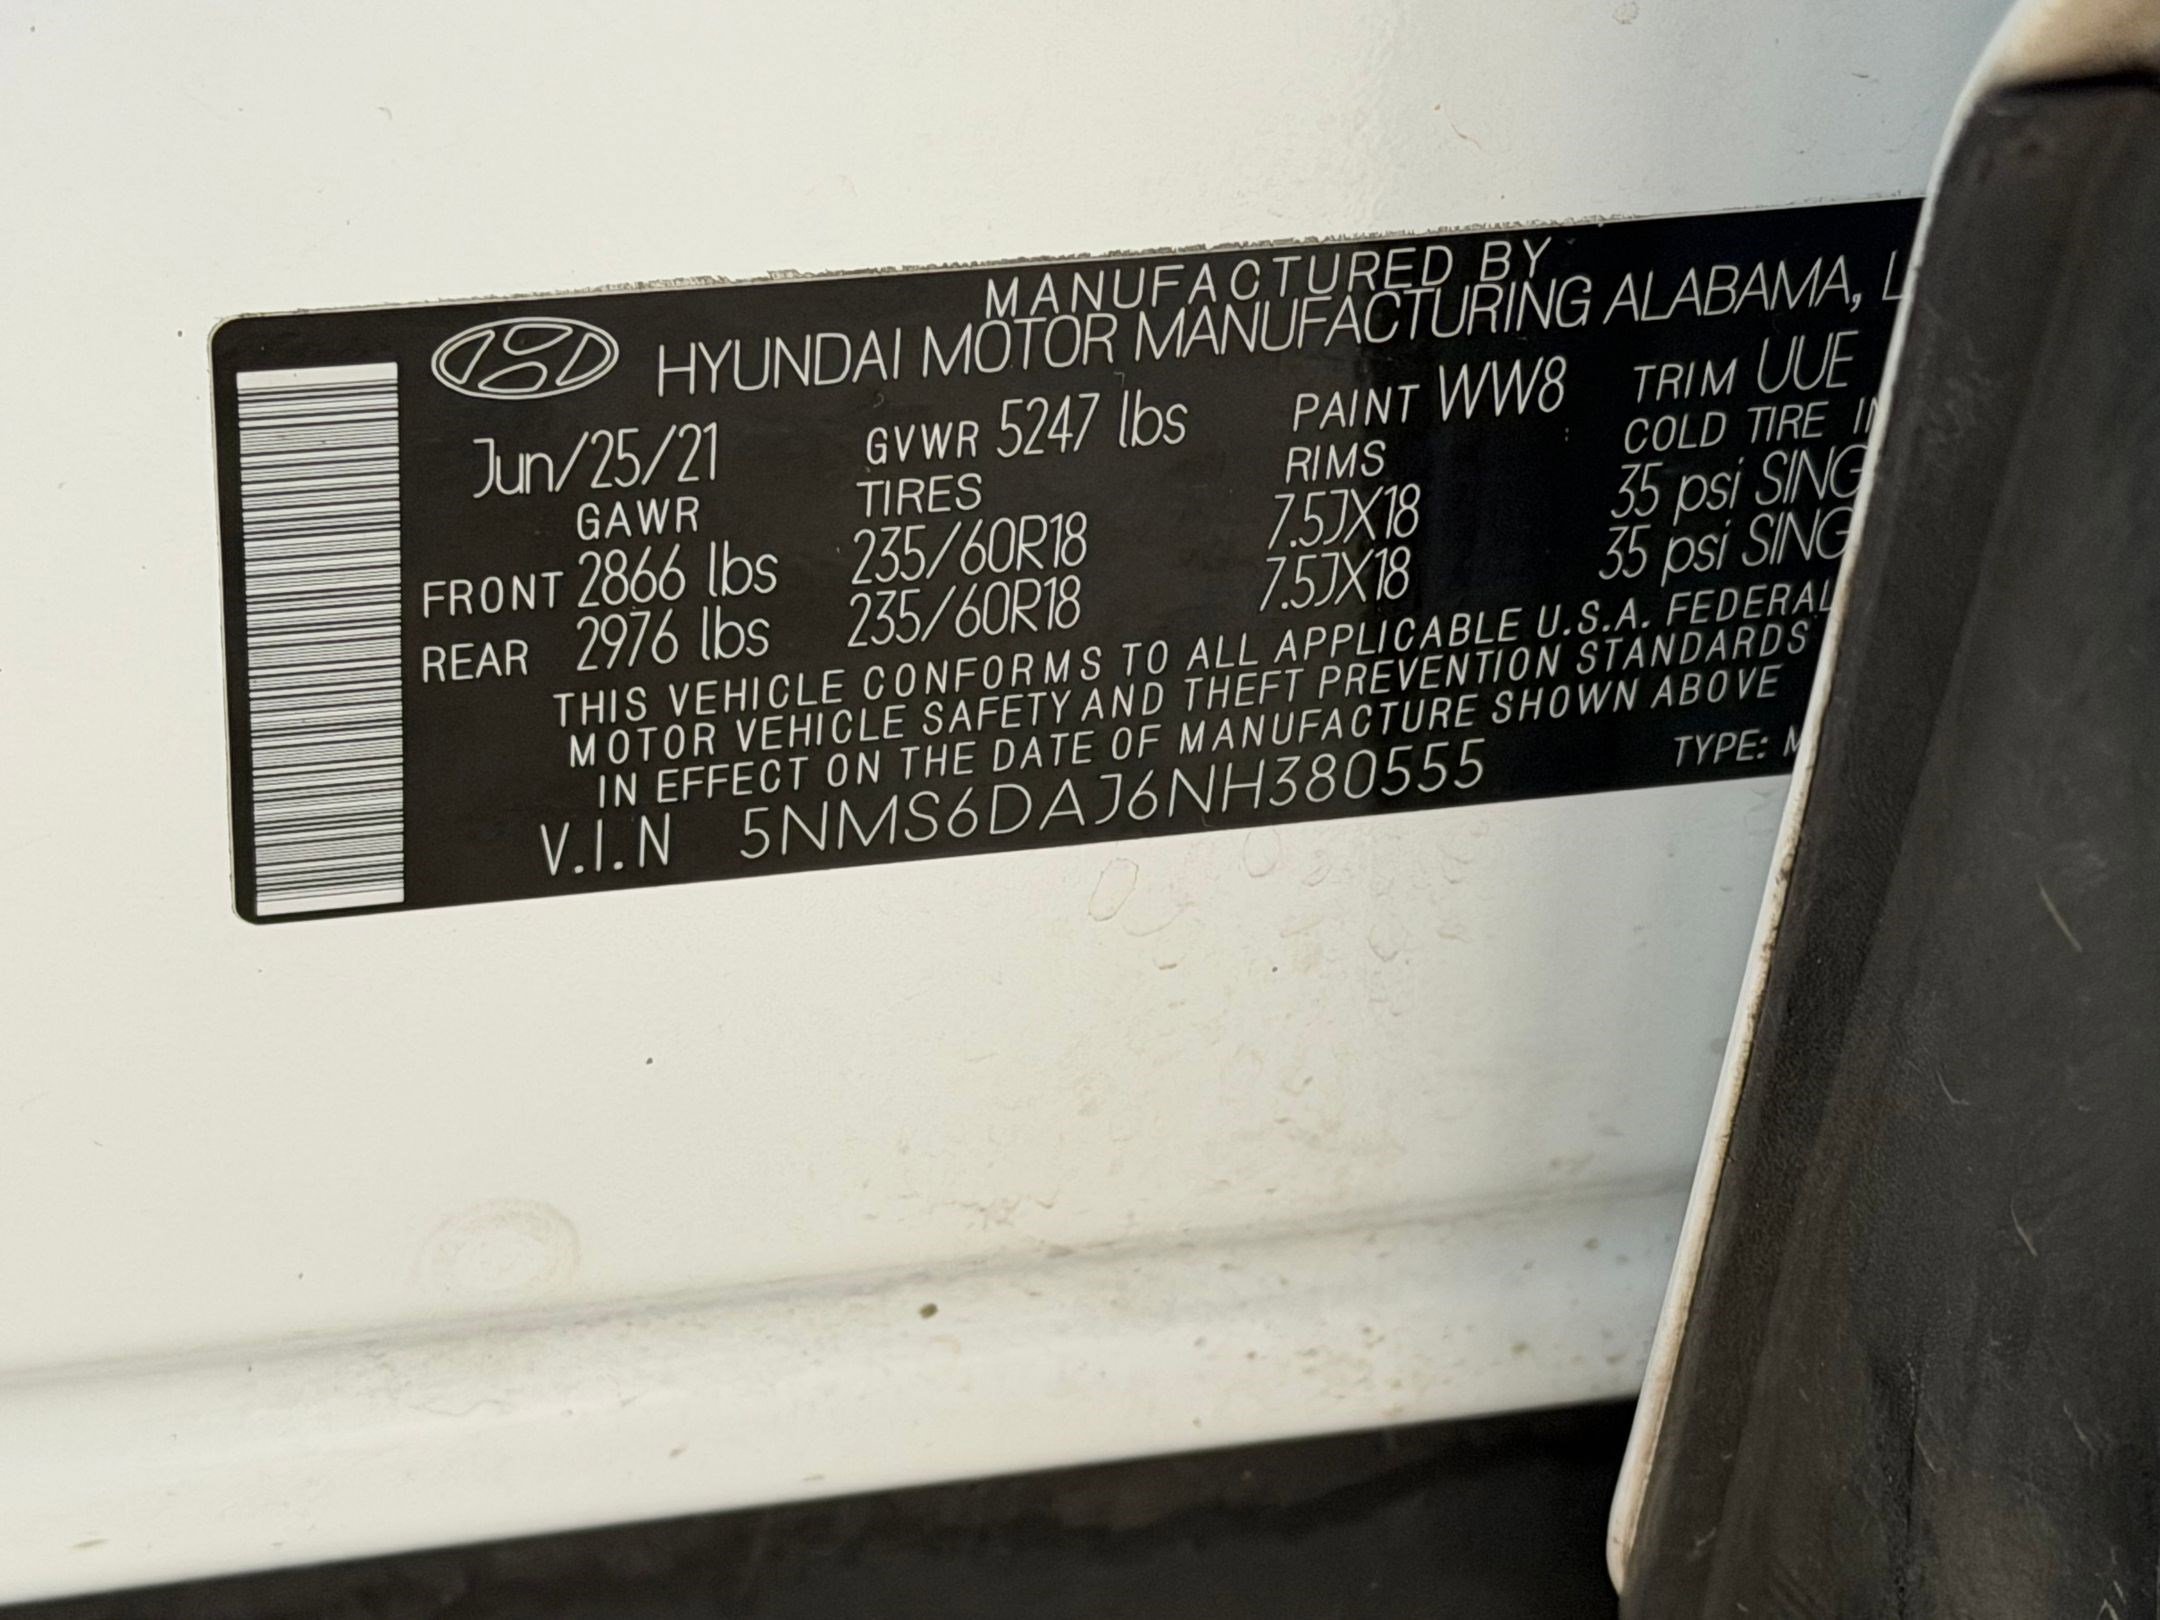 MANUFACTURED BY
HYUNDAI MOTOR MANUFACTURING ALABAMA, L
Jun/25/21 GVWR 5247 lbs PAINT WW8 TRIM UUE
GAWR TIRES RIMS COLD TIRE
FRONT 2866 lbs 235/60R18 7.5JX18 35 psi SING
REAR 2976 lbs 235/60R18 7.5JX18 35 psi SING
THIS VEHICLE CONFORMS TO ALL APPLICABLE U.S.A. FEDERAL
MOTOR VEHICLE SAFETY AND THEFT PREVENTION STANDARDS
IN EFFECT ON THE DATE OF MANUFACTURE SHOWN ABOVE
V.I.N 5NMS6DAJ6NH380555 TYPE: